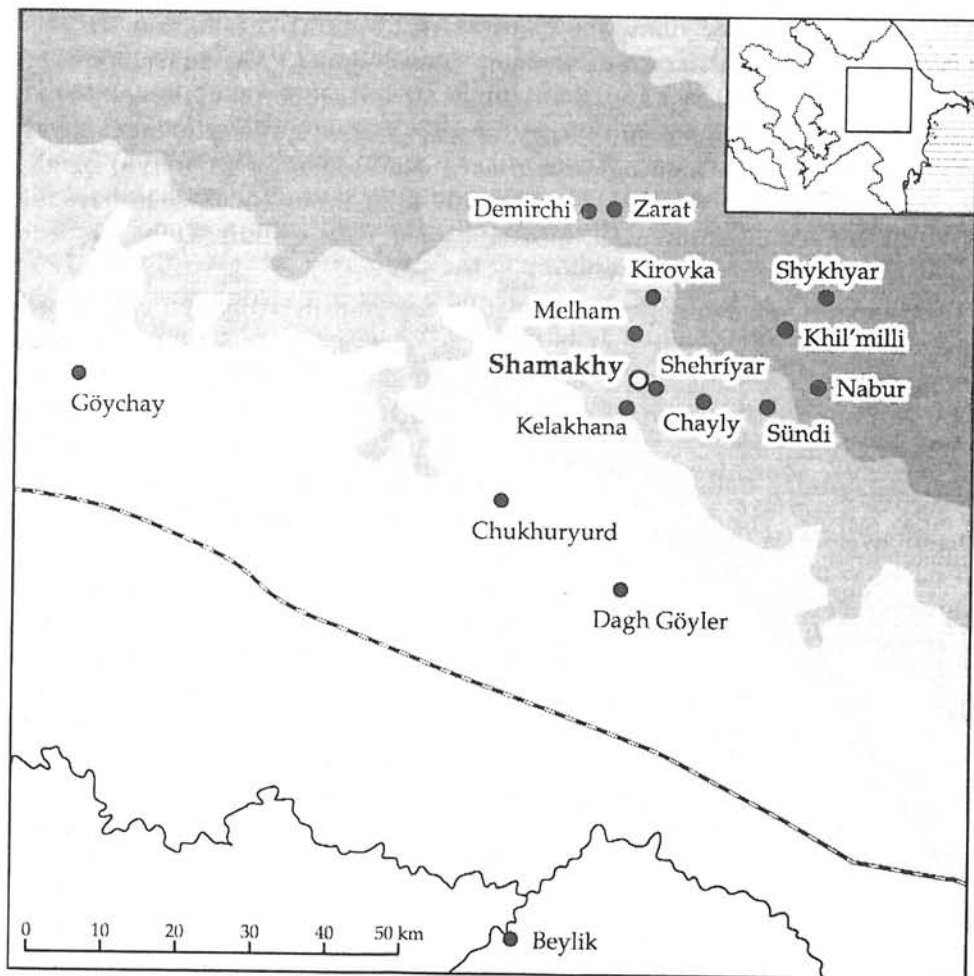 Demirchi
Zarat
Kirovka
Shykhyar
Melham
Khil'milli
Shamakhy
Shehríyar
Nabur
Göychay
Kelakhana
Chayly
Sündi
Chukhuryurd
Dagh Göyler
0 10 20 30 40 50 km
Beylik